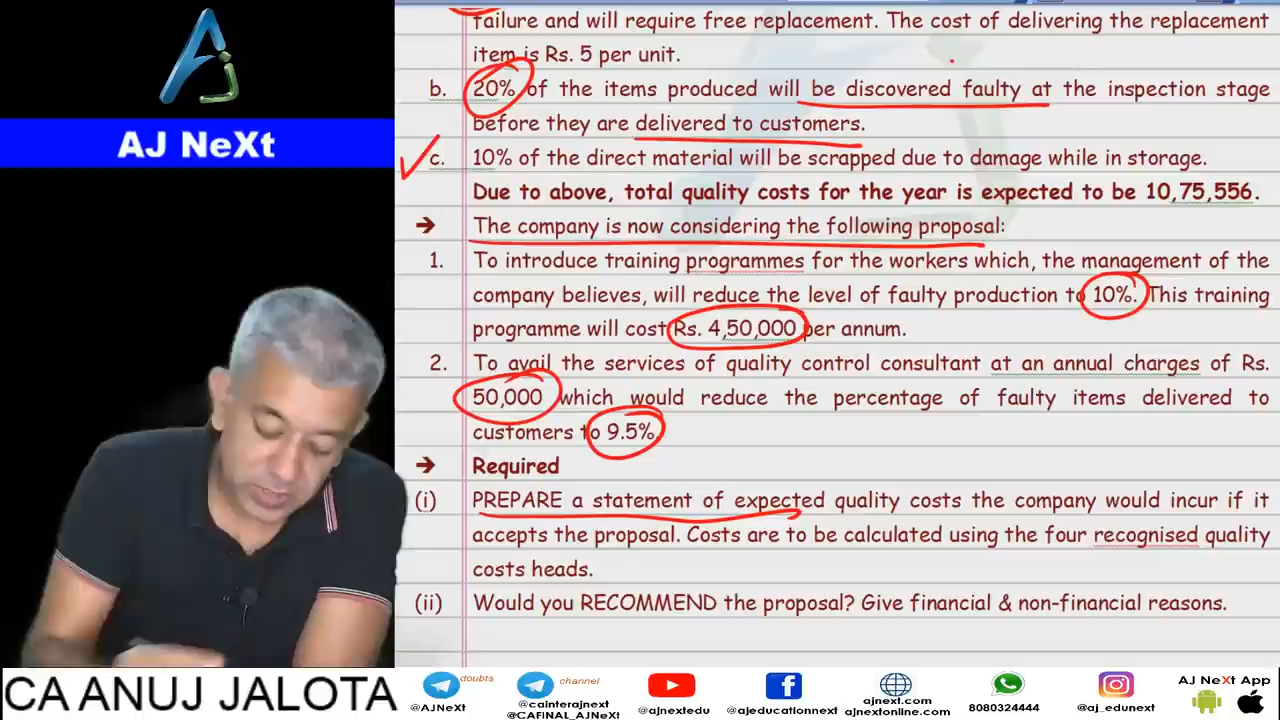 failure and will require free replacement. The cost of delivering the replacement
item is Rs. 5 per unit.
b. 20% of the items produced will be discovered faulty at the inspection stage
before they are delivered to customers.
c. 10% of the direct material will be scrapped due to damage while in storage.
Due to above, total quality costs for the year is expected to be 10,75,556.
→ The company is now considering the following proposal:
1. To introduce training programmes for the workers which, the management of the
company believes, will reduce the level of faulty production to 10%. This training
programme will cost Rs. 4,50,000 per annum.
2. To avail the services of quality control consultant at an annual charges of Rs.
50,000 which would reduce the percentage of faulty items delivered to
customers to 9.5%.
→ Required
(i) PREPARE a statement of expected quality costs the company would incur if it
accepts the proposal. Costs are to be calculated using the four recognised quality
costs heads.
(ii) Would you RECOMMEND the proposal? Give financial & non-financial reasons.
AJ NeXt
CA ANUJ JALOTA
doubts
@AJNeXt
channel
@cainterajnext
@CAFINAL_AJNeXt
@ajnextedu
@ajeducationnext
ajnext.com
ajnextonline.com
8080324444
@aj_edunext
AJ NeXt App